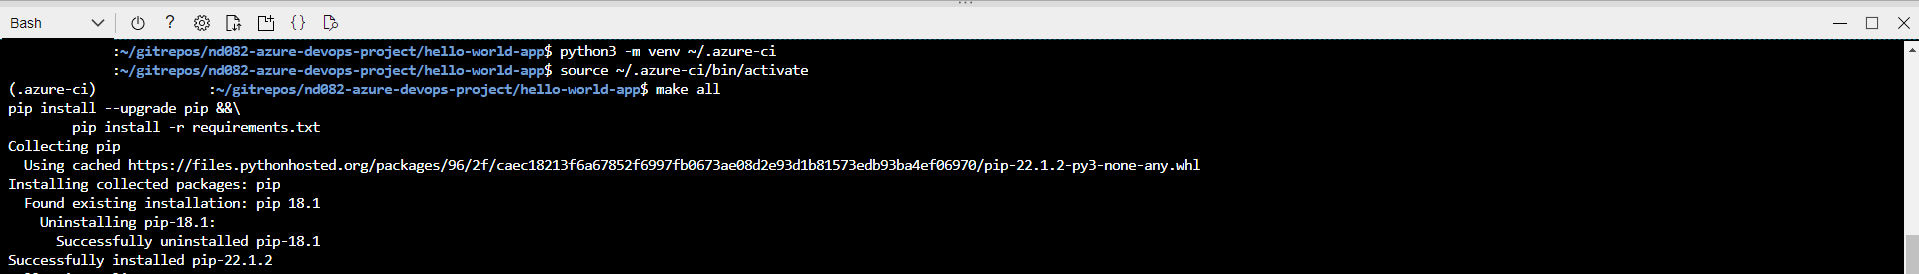 Bash
:~/gitrepos/nd082-azure-devops-project/hello-world-app$ python3 -m venv ~/.azure-ci
:~/gitrepos/nd082-azure-devops-project/hello-world-app$ source ~/.azure-ci/bin/activate
(.azure-ci) :~/gitrepos/nd082-azure-devops-project/hello-world-app$ make all
pip install --upgrade pip &&\
pip install -r requirements.txt
Collecting pip
Using cached https://files.pythonhosted.org/packages/96/2f/caec18213f6a67852f6997fb0673ae08d2e93d1b81573edb93ba4ef06970/pip-22.1.2-py3-none-any.whl
Installing collected packages: pip
Found existing installation: pip 18.1
Uninstalling pip-18.1:
Successfully uninstalled pip-18.1
Successfully installed pip-22.1.2